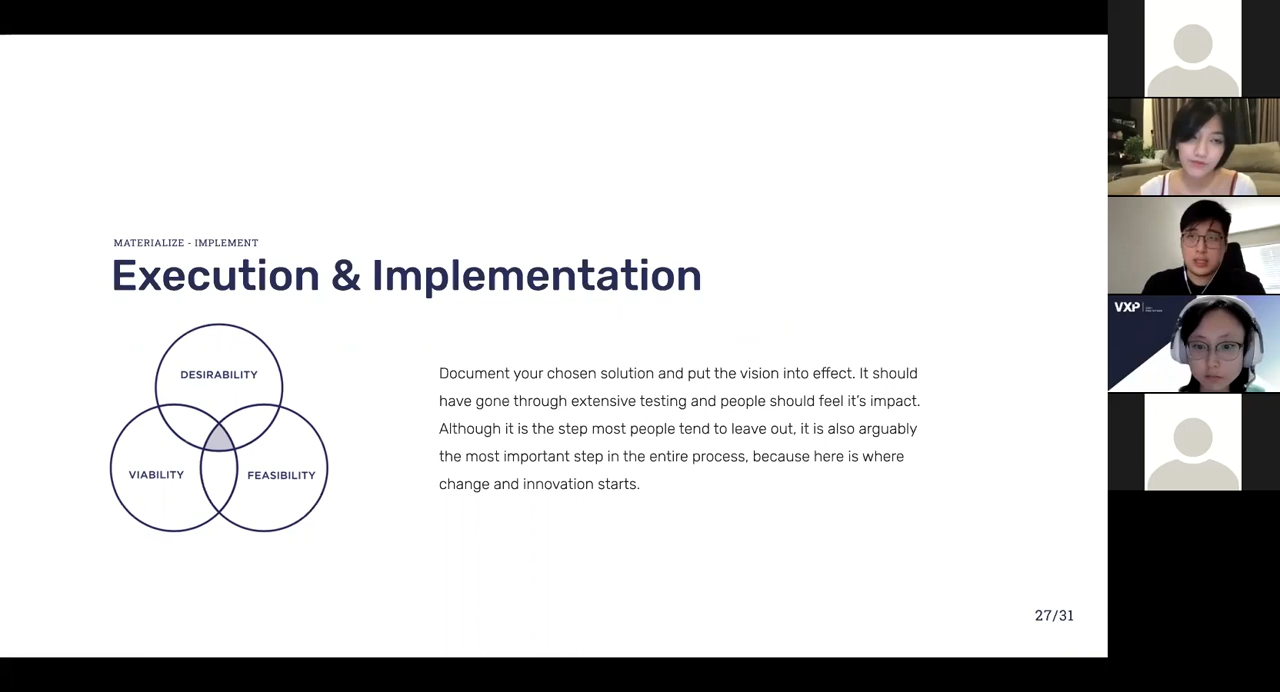 MATERIALIZE - IMPLEMENT
Execution & Implementation
DESIRABILITY
VIABILITY
FEASIBILITY
Document your chosen solution and put the vision into effect. It should
have gone through extensive testing and people should feel it's impact.
Although it is the step most people tend to leave out, it is also arguably
the most important step in the entire process, because here is where
change and innovation starts.
27/31
VXP